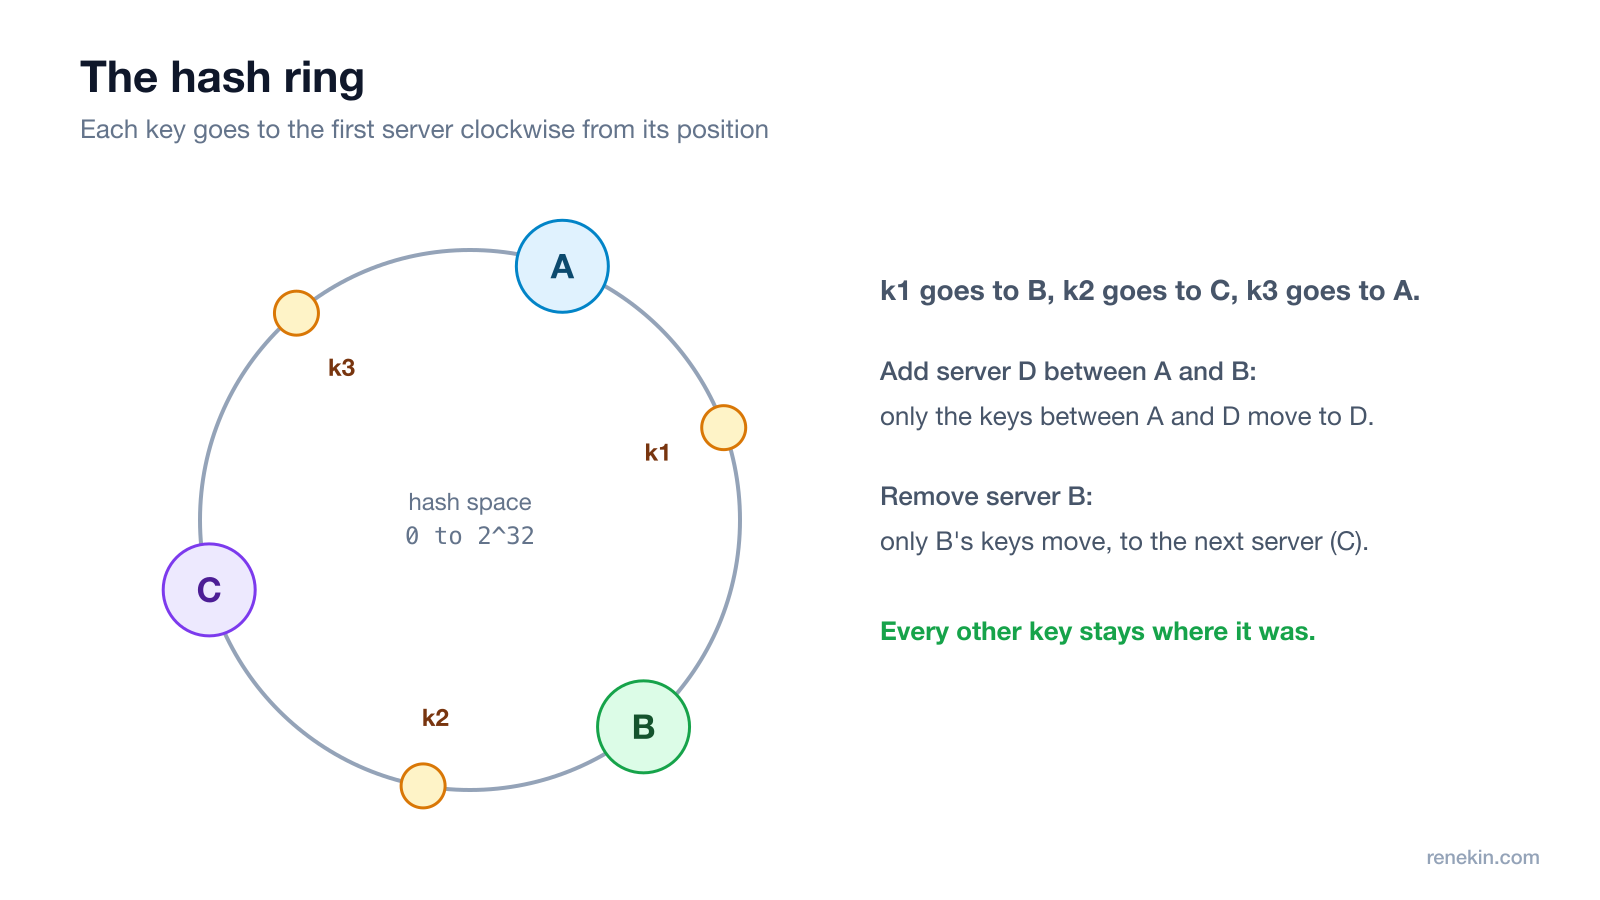 The hash ring
Each key goes to the first server clockwise from its position
A
k3
k1
hash space
0 to 2^32
C
k2
B
k1 goes to B, k2 goes to C, k3 goes to A.
Add server D between A and B:
only the keys between A and D move to D.
Remove server B:
only B's keys move, to the next server (C).
Every other key stays where it was.
renekin.com